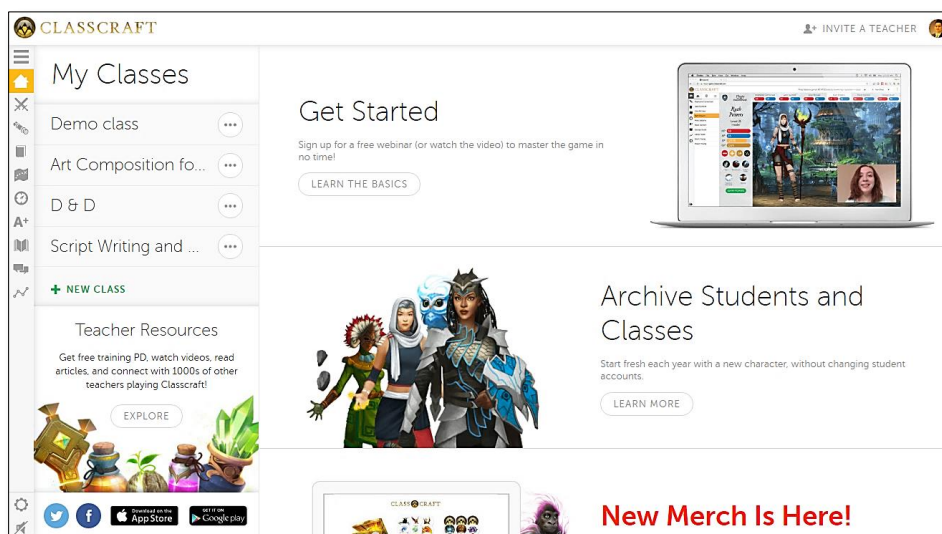 CLASSCRAFT
INVITE A TEACHER
My Classes
Demo class
Art Composition fo...
D & D
Script Writing and ...
+ NEW CLASS
Teacher Resources
Get free training PD, watch videos, read
articles, and connect with 1000s of other
teachers playing Classcraft!
EXPLORE
Download on the
App Store
GET IT ON
Google play
A+
Get Started
Sign up for a free webinar (or watch the video) to master the game in
no time!
LEARN THE BASICS
Archive Students and
Classes
Start fresh each year with a new character, without changing student
accounts.
LEARN MORE
CLASSCRAFT
New Merch Is Here!